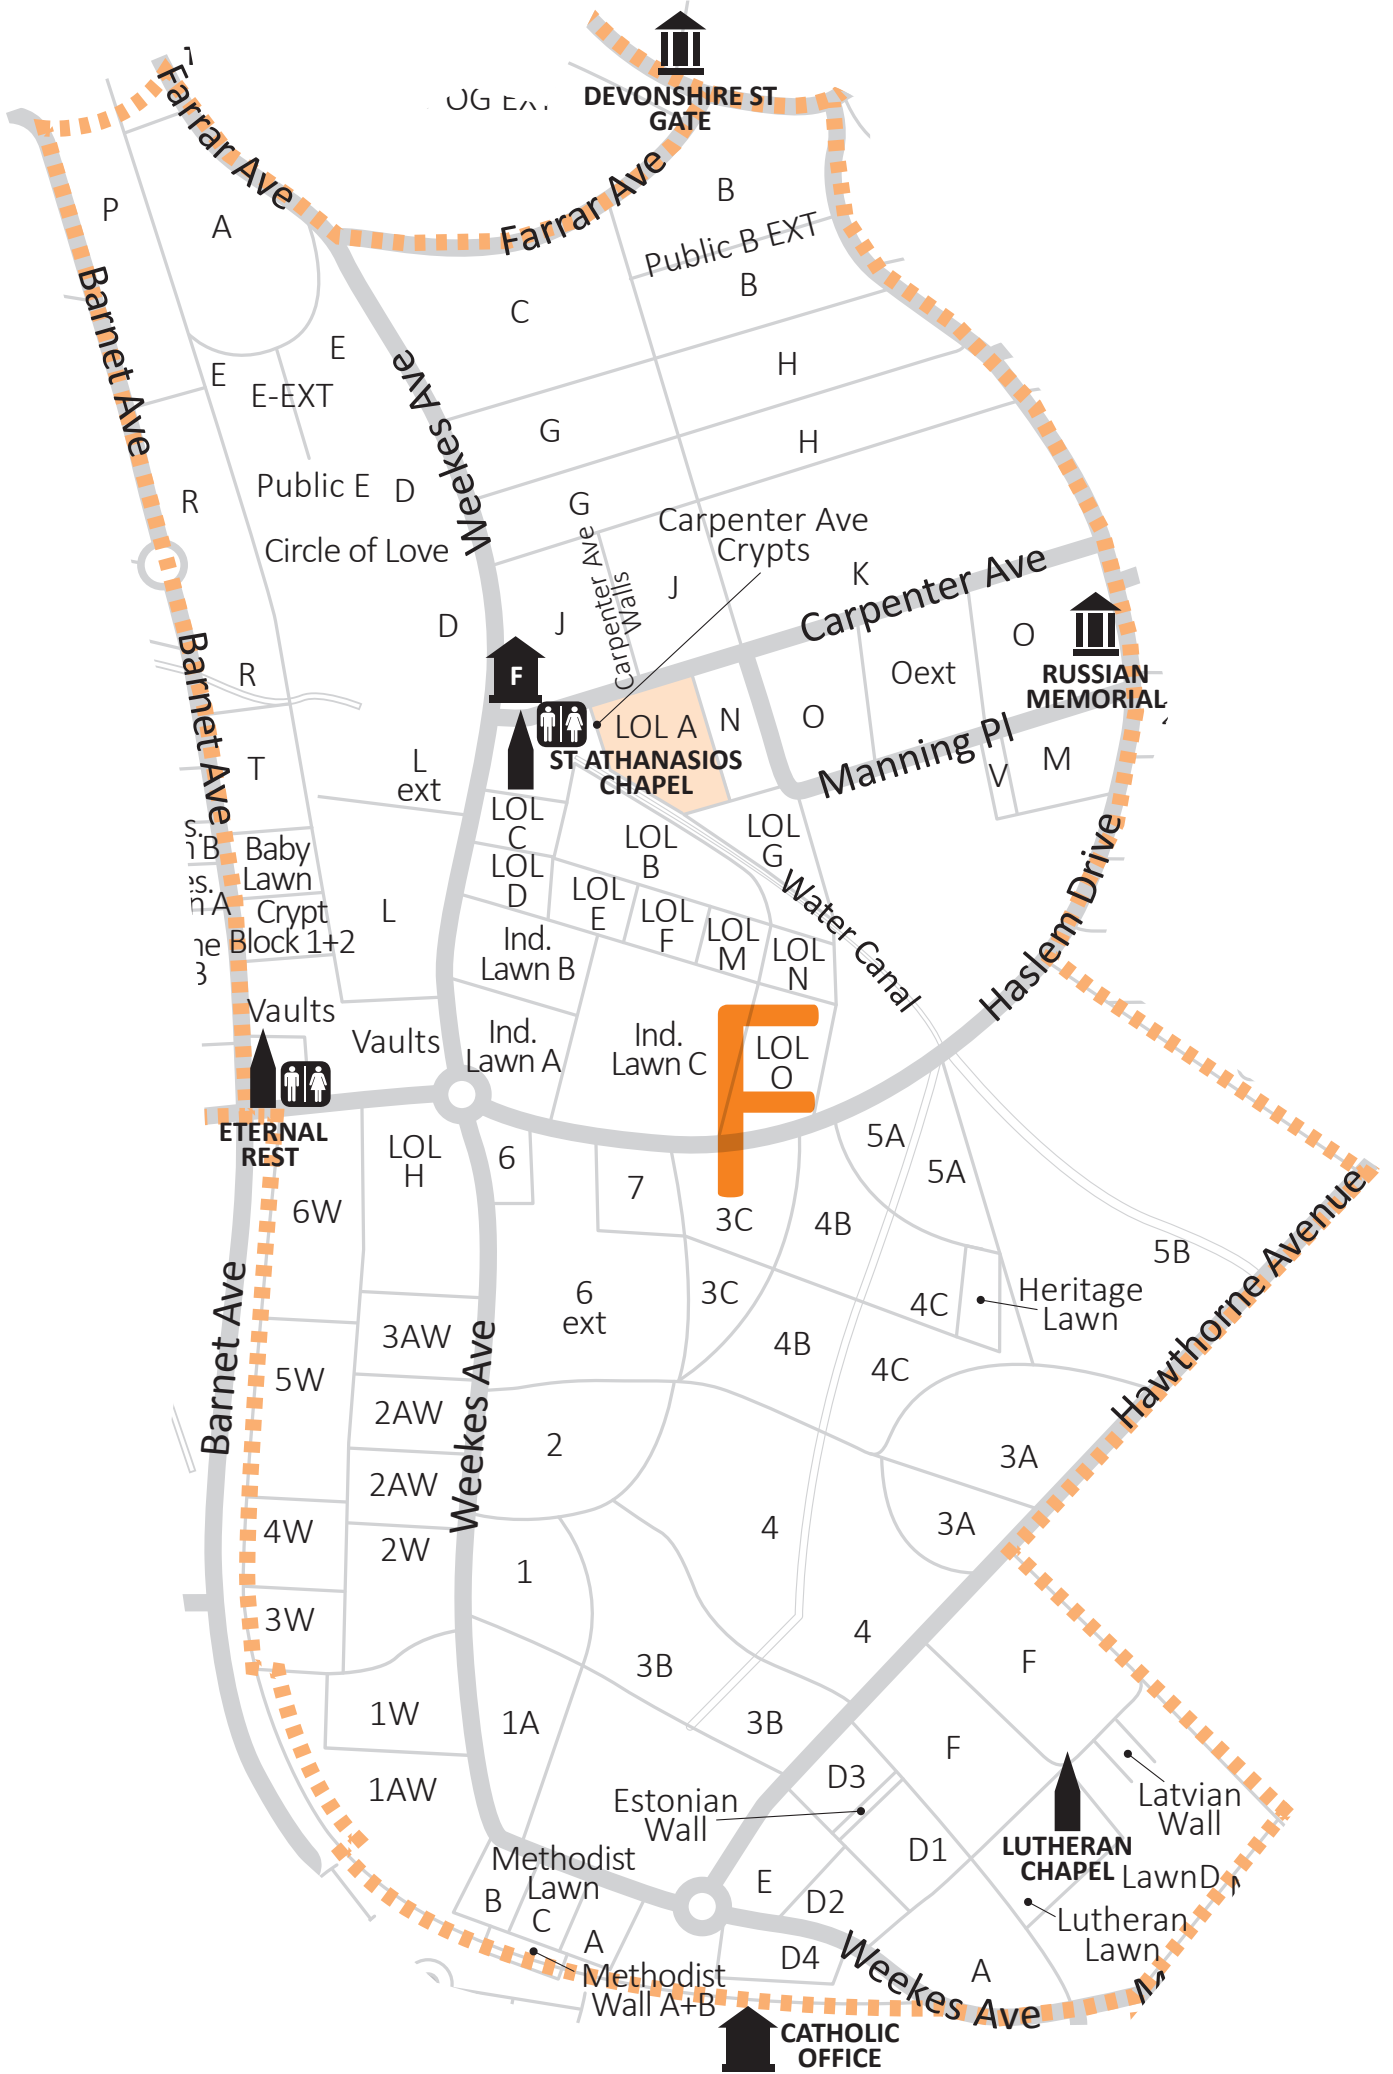 DEVONSHIRE ST
GATE
Farrar Ave
Farrar Ave
P
A
B
Public B EXT
B
C
Barnet Ave
E
E
E-EXT
Weekes Ave
H
G
H
R
Public E
D
G
Circle of Love
Carpenter Ave
Crypts
Carpenter Ave
Walls
Carpenter Ave
K
J
J
D
O
Oext
RUSSIAN
MEMORIAL
F
R
Barnet Ave
LOL A
N
O
Manning Pl
V
M
ST ATHANASIOS
CHAPEL
T
L
ext
LOL
C
LOL
B
LOL
G
Baby
Lawn
LOL
D
LOL
E
LOL
F
LOL
M
LOL
N
Water Canal
Haslem Drive
Crypt
Block 1+2
L
Ind.
Lawn B
Vaults
Vaults
Ind.
Lawn A
Ind.
Lawn C
F
LOL
O
ETERNAL
REST
LOL
H
6
7
5A
5A
6W
3C
4B
5B
Hawthorne Avenue
Barnet Ave
6
ext
3C
4C
Heritage
Lawn
3AW
4B
4C
5W
2AW
Weekes Ave
2
3A
2AW
4W
2W
4
3A
1
3W
4
3B
F
1W
1A
3B
F
1AW
D3
Estonian
Wall
Latvian
Wall
D1
LUTHERAN
CHAPEL
LawnD
Methodist
Lawn
B
C
A
E
D2
Lutheran
Lawn
D4
Weekes Ave
A
Methodist
Wall A+B
CATHOLIC
OFFICE